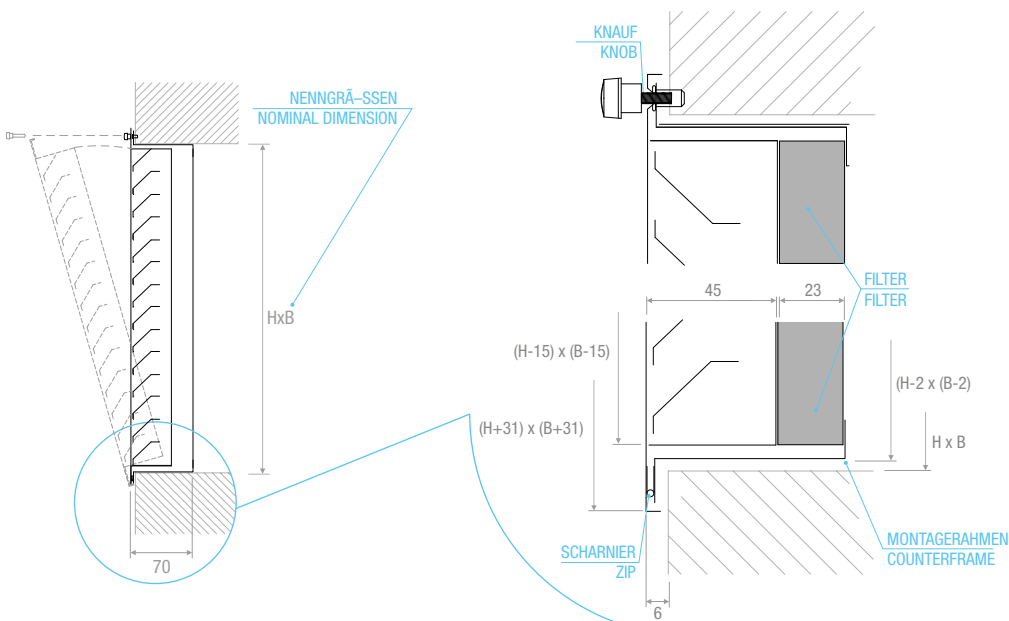 KNAUF
KNOB
NENNGRÃ–SSEN
NOMINAL DIMENSION
HxB
70
FILTER
FILTER
45
23
(H-15) x (B-15)
(H-2 x (B-2)
(H+31) x (B+31)
H x B
SCHARNIER
ZIP
MONTAGERAHMEN
COUNTERFRAME
6